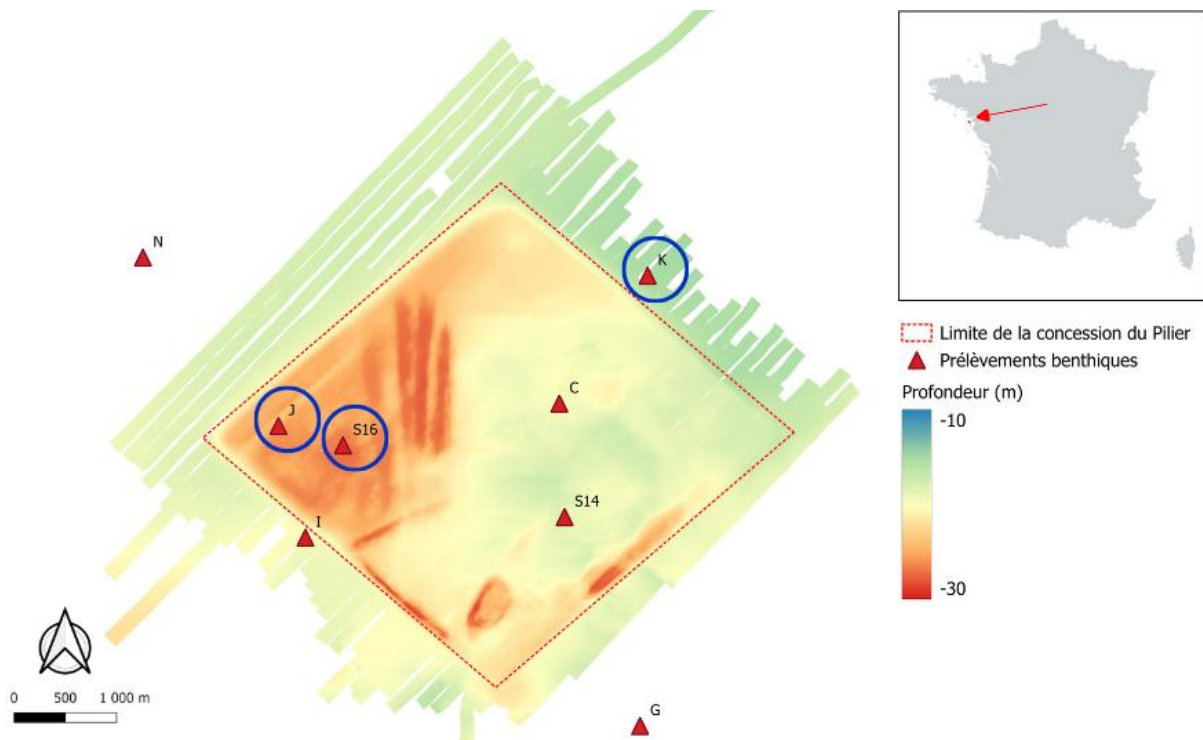 N
K
J
S16
C
S14
I
G
0 500 1 000 m
Limite de la concession du Pilier
Prélèvements benthiques
Profondeur (m)
-10
-30